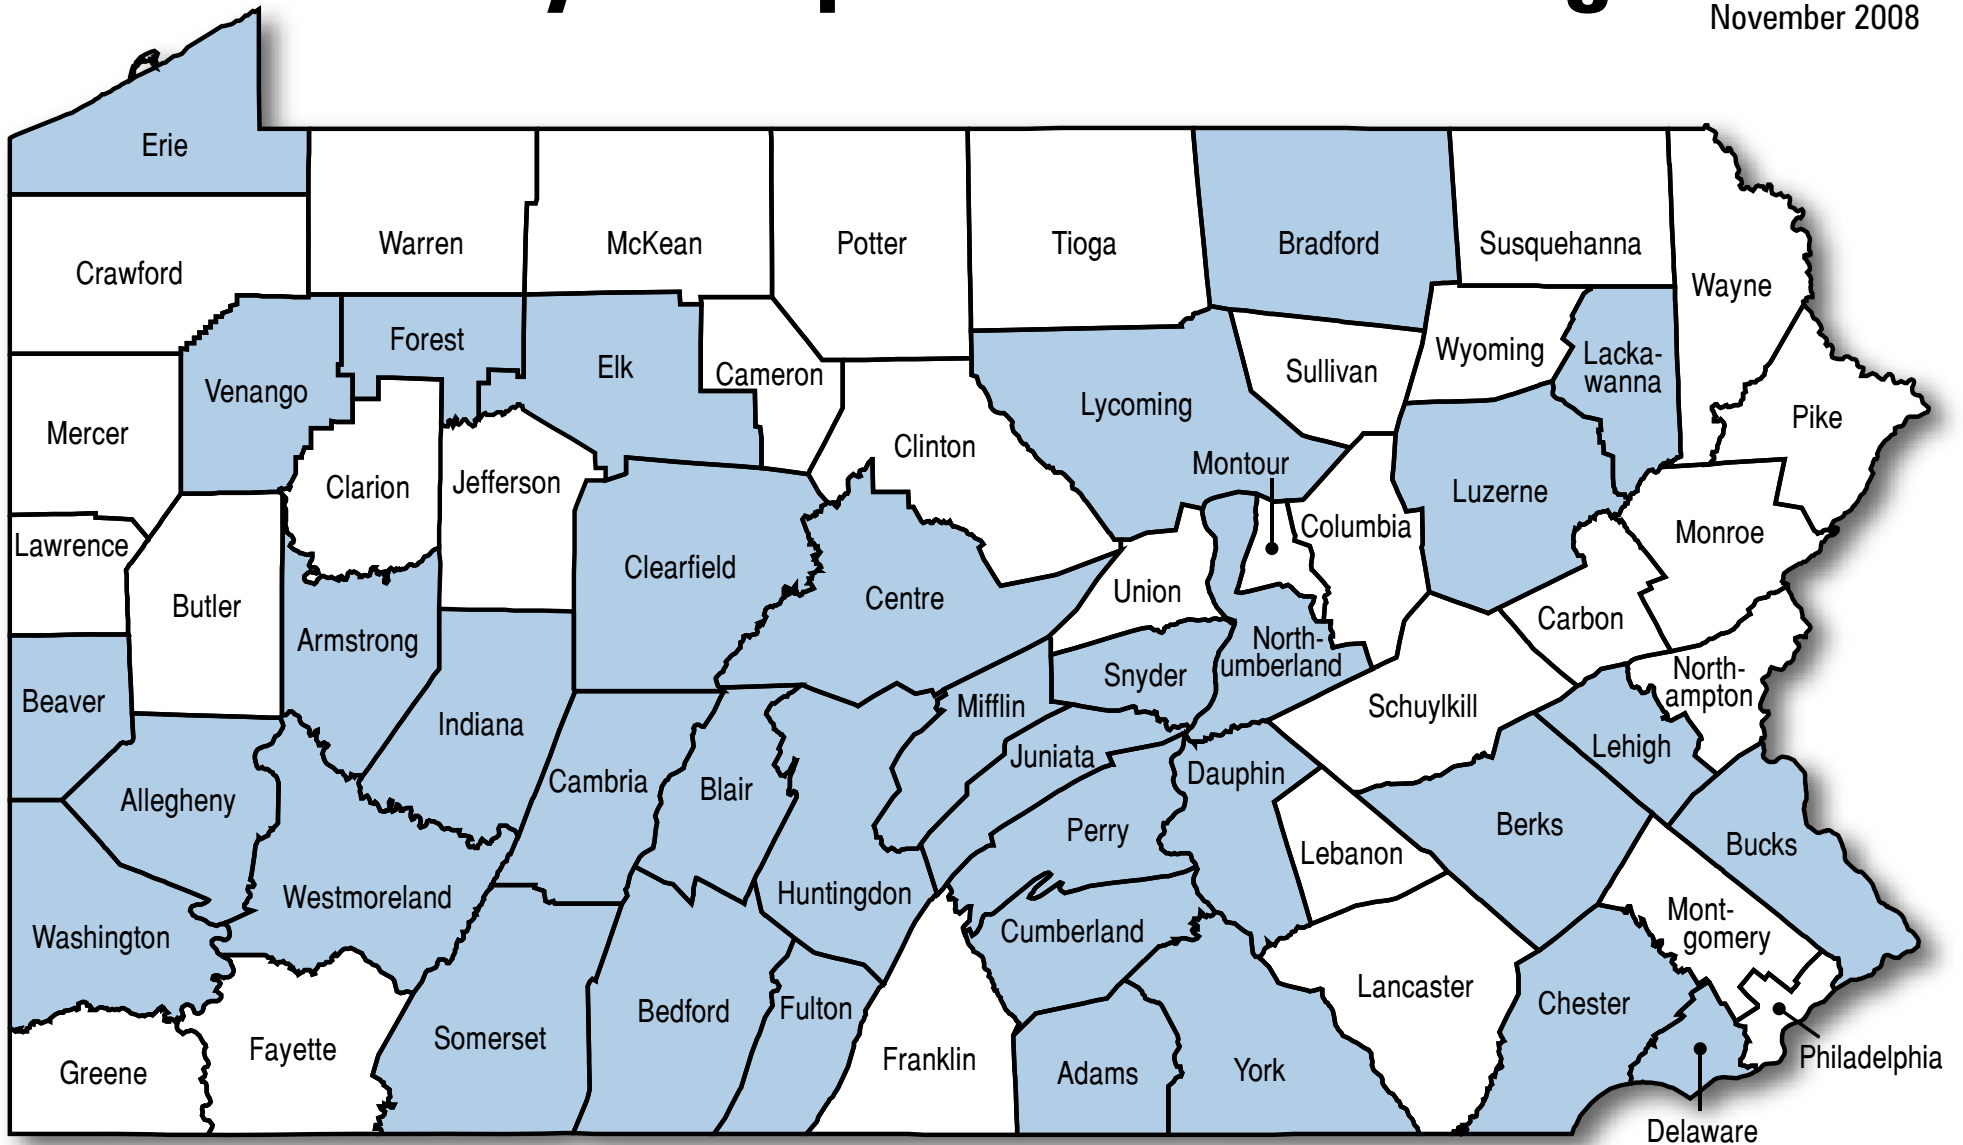 November 2008
Erie
Warren
McKean
Potter
Tioga
Bradford
Susquehanna
Crawford
Wayne
Forest
Elk
Cameron
Sullivan
Wyoming
Lacka-
wanna
Venango
Lycoming
Pike
Mercer
Clinton
Montour
Clarion
Jefferson
Luzerne
Columbia
Monroe
Lawrence
Clearfield
Centre
Union
Butler
Carbon
Armstrong
North-
umberland
Snyder
North-
ampton
Beaver
Indiana
Mifflin
Schuylkill
Juniata
Lehigh
Dauphin
Cambria
Blair
Allegheny
Perry
Berks
Bucks
Lebanon
Westmoreland
Huntingdon
Mont-
gomery
Washington
Cumberland
Lancaster
Chester
Bedford
Fulton
Somerset
Fayette
Franklin
Philadelphia
Greene
Adams
York
Delaware